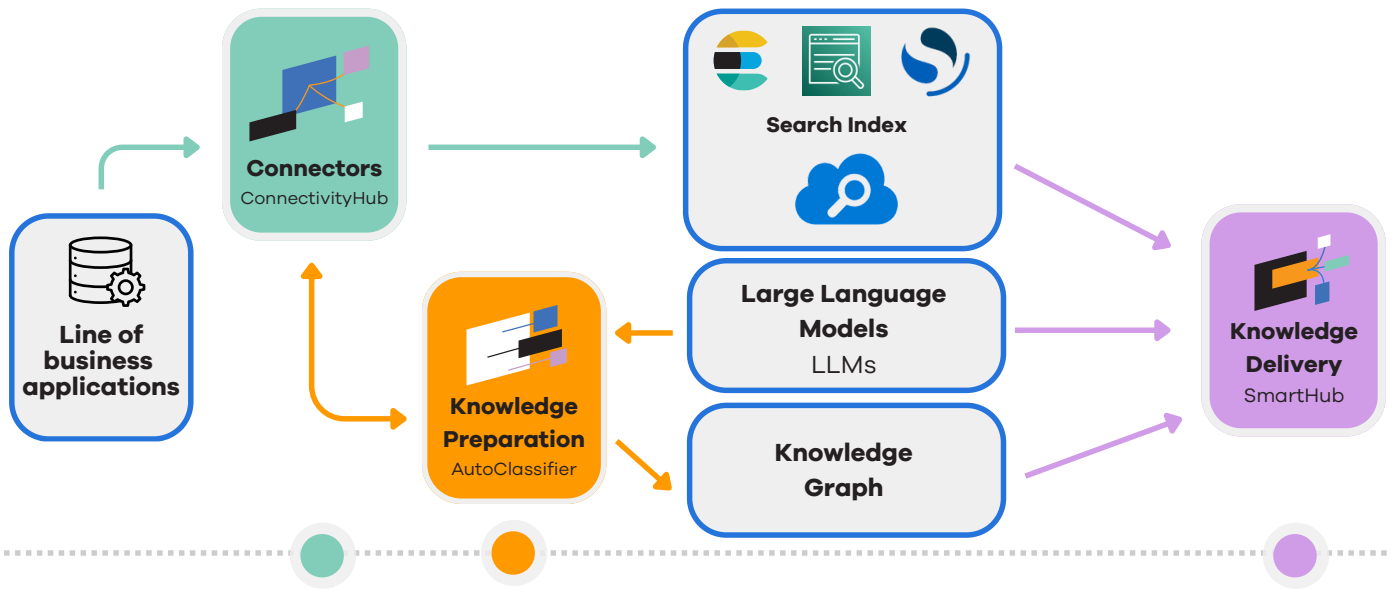 Line of
business
applications
Connectors
ConnectivityHub
Knowledge
Preparation
AutoClassifier
Search Index
Large Language
Models
LLMs
Knowledge
Graph
Knowledge
Delivery
SmartHub